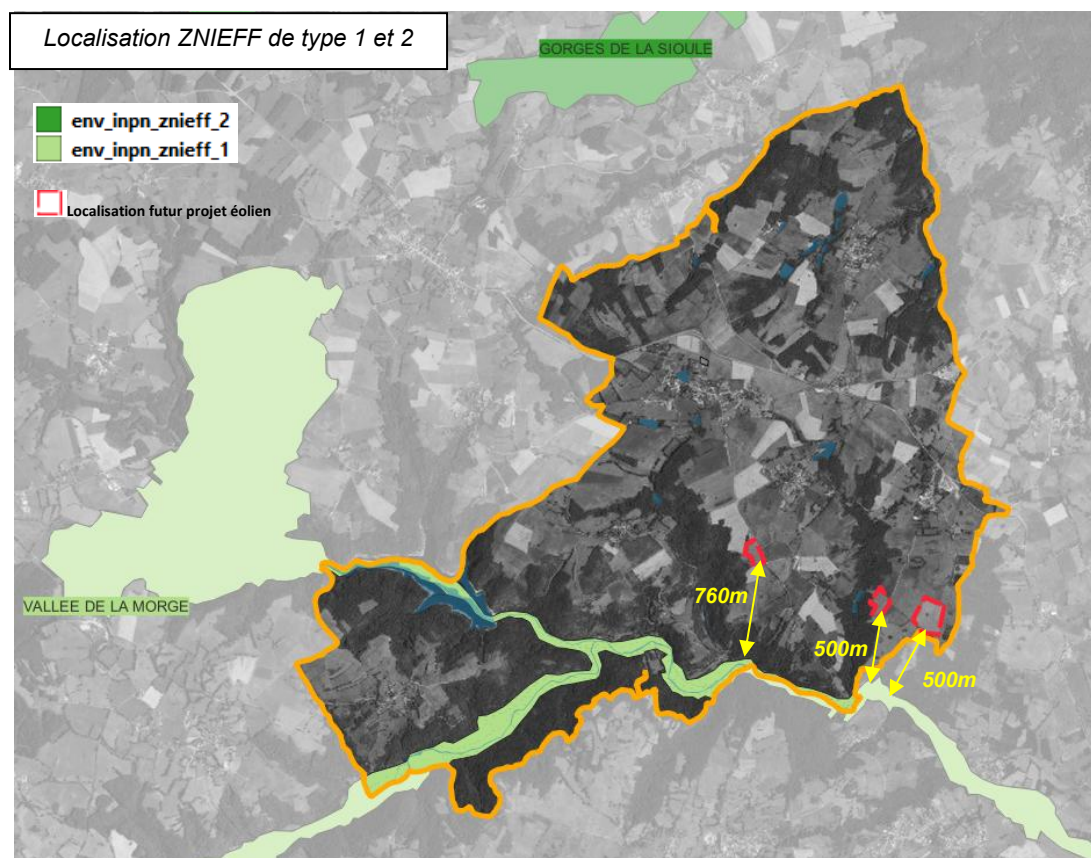 Localisation ZNIEFF de type 1 et 2
GORGES DE LA SIOULE
env_inpn_znieff_2
env_inpn_znieff_1
Localisation futur projet éolien
760m
VALLEE DE LA MORGE
500m
500m